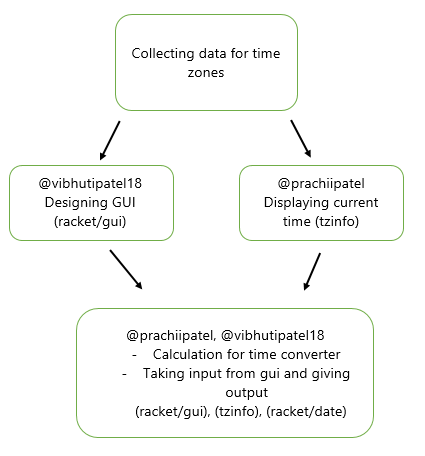 Collecting data for time
zones
@vibhutipatel18
Designing GUI
(racket/gui)
@prachiipatel
Displaying current
time (tzinfo)
@prachiipatel, @vibhutipatel18
- Calculation for time converter
- Taking input from gui and giving
output
(racket/gui), (tzinfo), (racket/date)